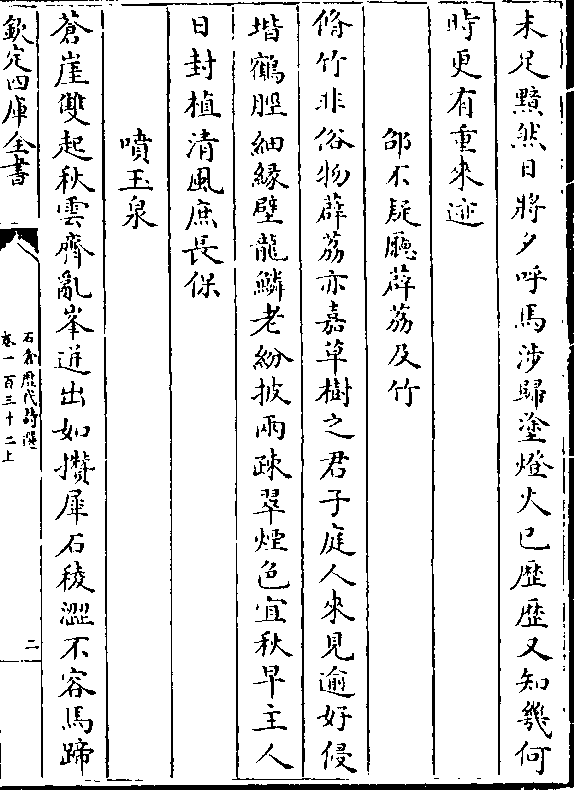 未足黯然日將夕呼馬涉歸塗燈火已歷歷又知幾何
時更有重來迹
邵不疑廳薜荔及竹
脩竹非俗物薜荔亦嘉草樹之君子庭人來見逾好侵
堦鶴脛細緣壁龍鱗老紛披兩疎翠煙色宜秋早主人
日封植清風庶長保
噴玉泉
蒼崖雙起秋雲齊亂峯迸出如攢犀石稜澀不容馬蹄
欽定四庫全書
石倉歷代詩選
卷一百三十二上
二